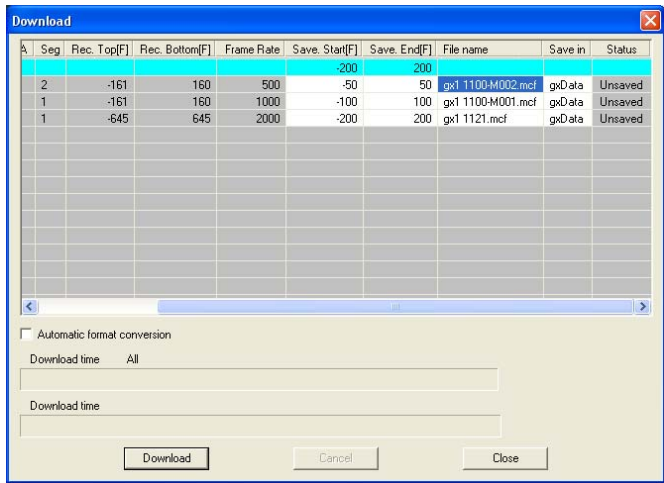 Download
A Seg Rec. Top[F] Rec. Bottom[F] Frame Rate Save. Start[F] Save. End[F] File name Save in Status
-200 200
2 -161 160 500 -50 50 gx1 1100-M002.mcf gxData Unsaved
1 -161 160 1000 -100 100 gx1 1100-M001.mcf gxData Unsaved
1 -645 645 2000 -200 200 gx1 1121.mcf gxData Unsaved
Automatic format conversion
Download time All
Download time
Download Cancel Close